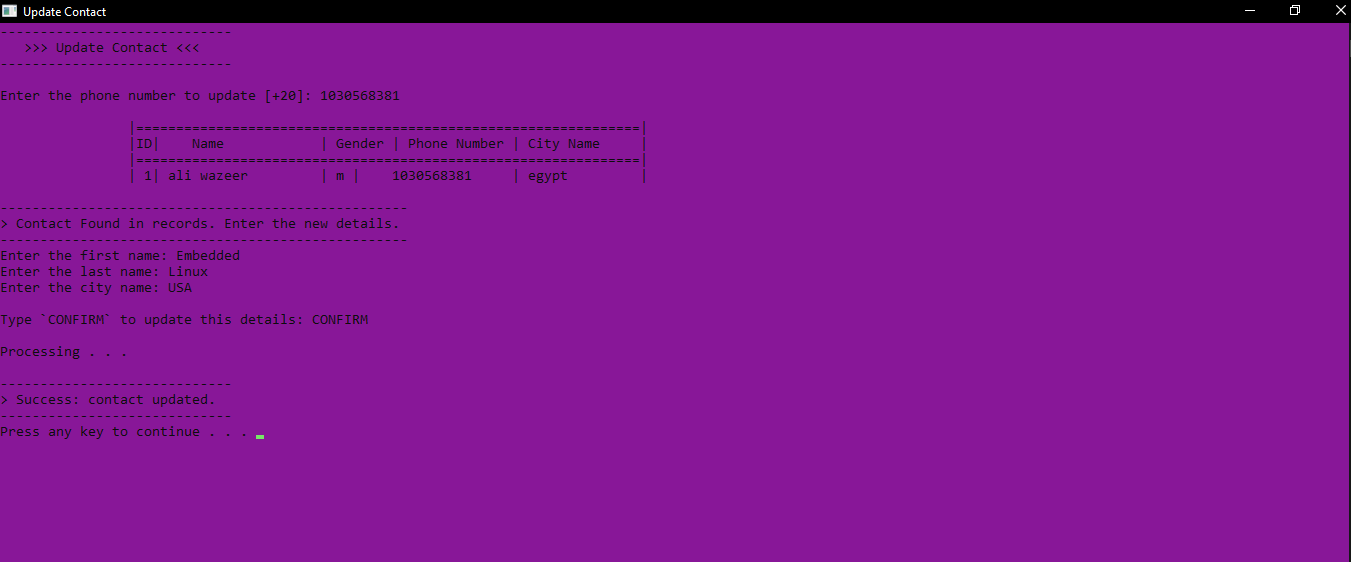 Update Contact
-----------------------------
>>> Update Contact <<<
-----------------------------
Enter the phone number to update [+20]: 1030568381
|===============================================================|
|ID|    Name            | Gender | Phone Number | City Name     |
|===============================================================|
| 1| ali wazeer         | m |    1030568381     | egypt         |
---------------------------------------------------
> Contact Found in records. Enter the new details.
---------------------------------------------------
Enter the first name: Embedded
Enter the last name: Linux
Enter the city name: USA
Type `CONFIRM` to update this details: CONFIRM
Processing . . .
-----------------------------
> Success: contact updated.
-----------------------------
Press any key to continue . . .